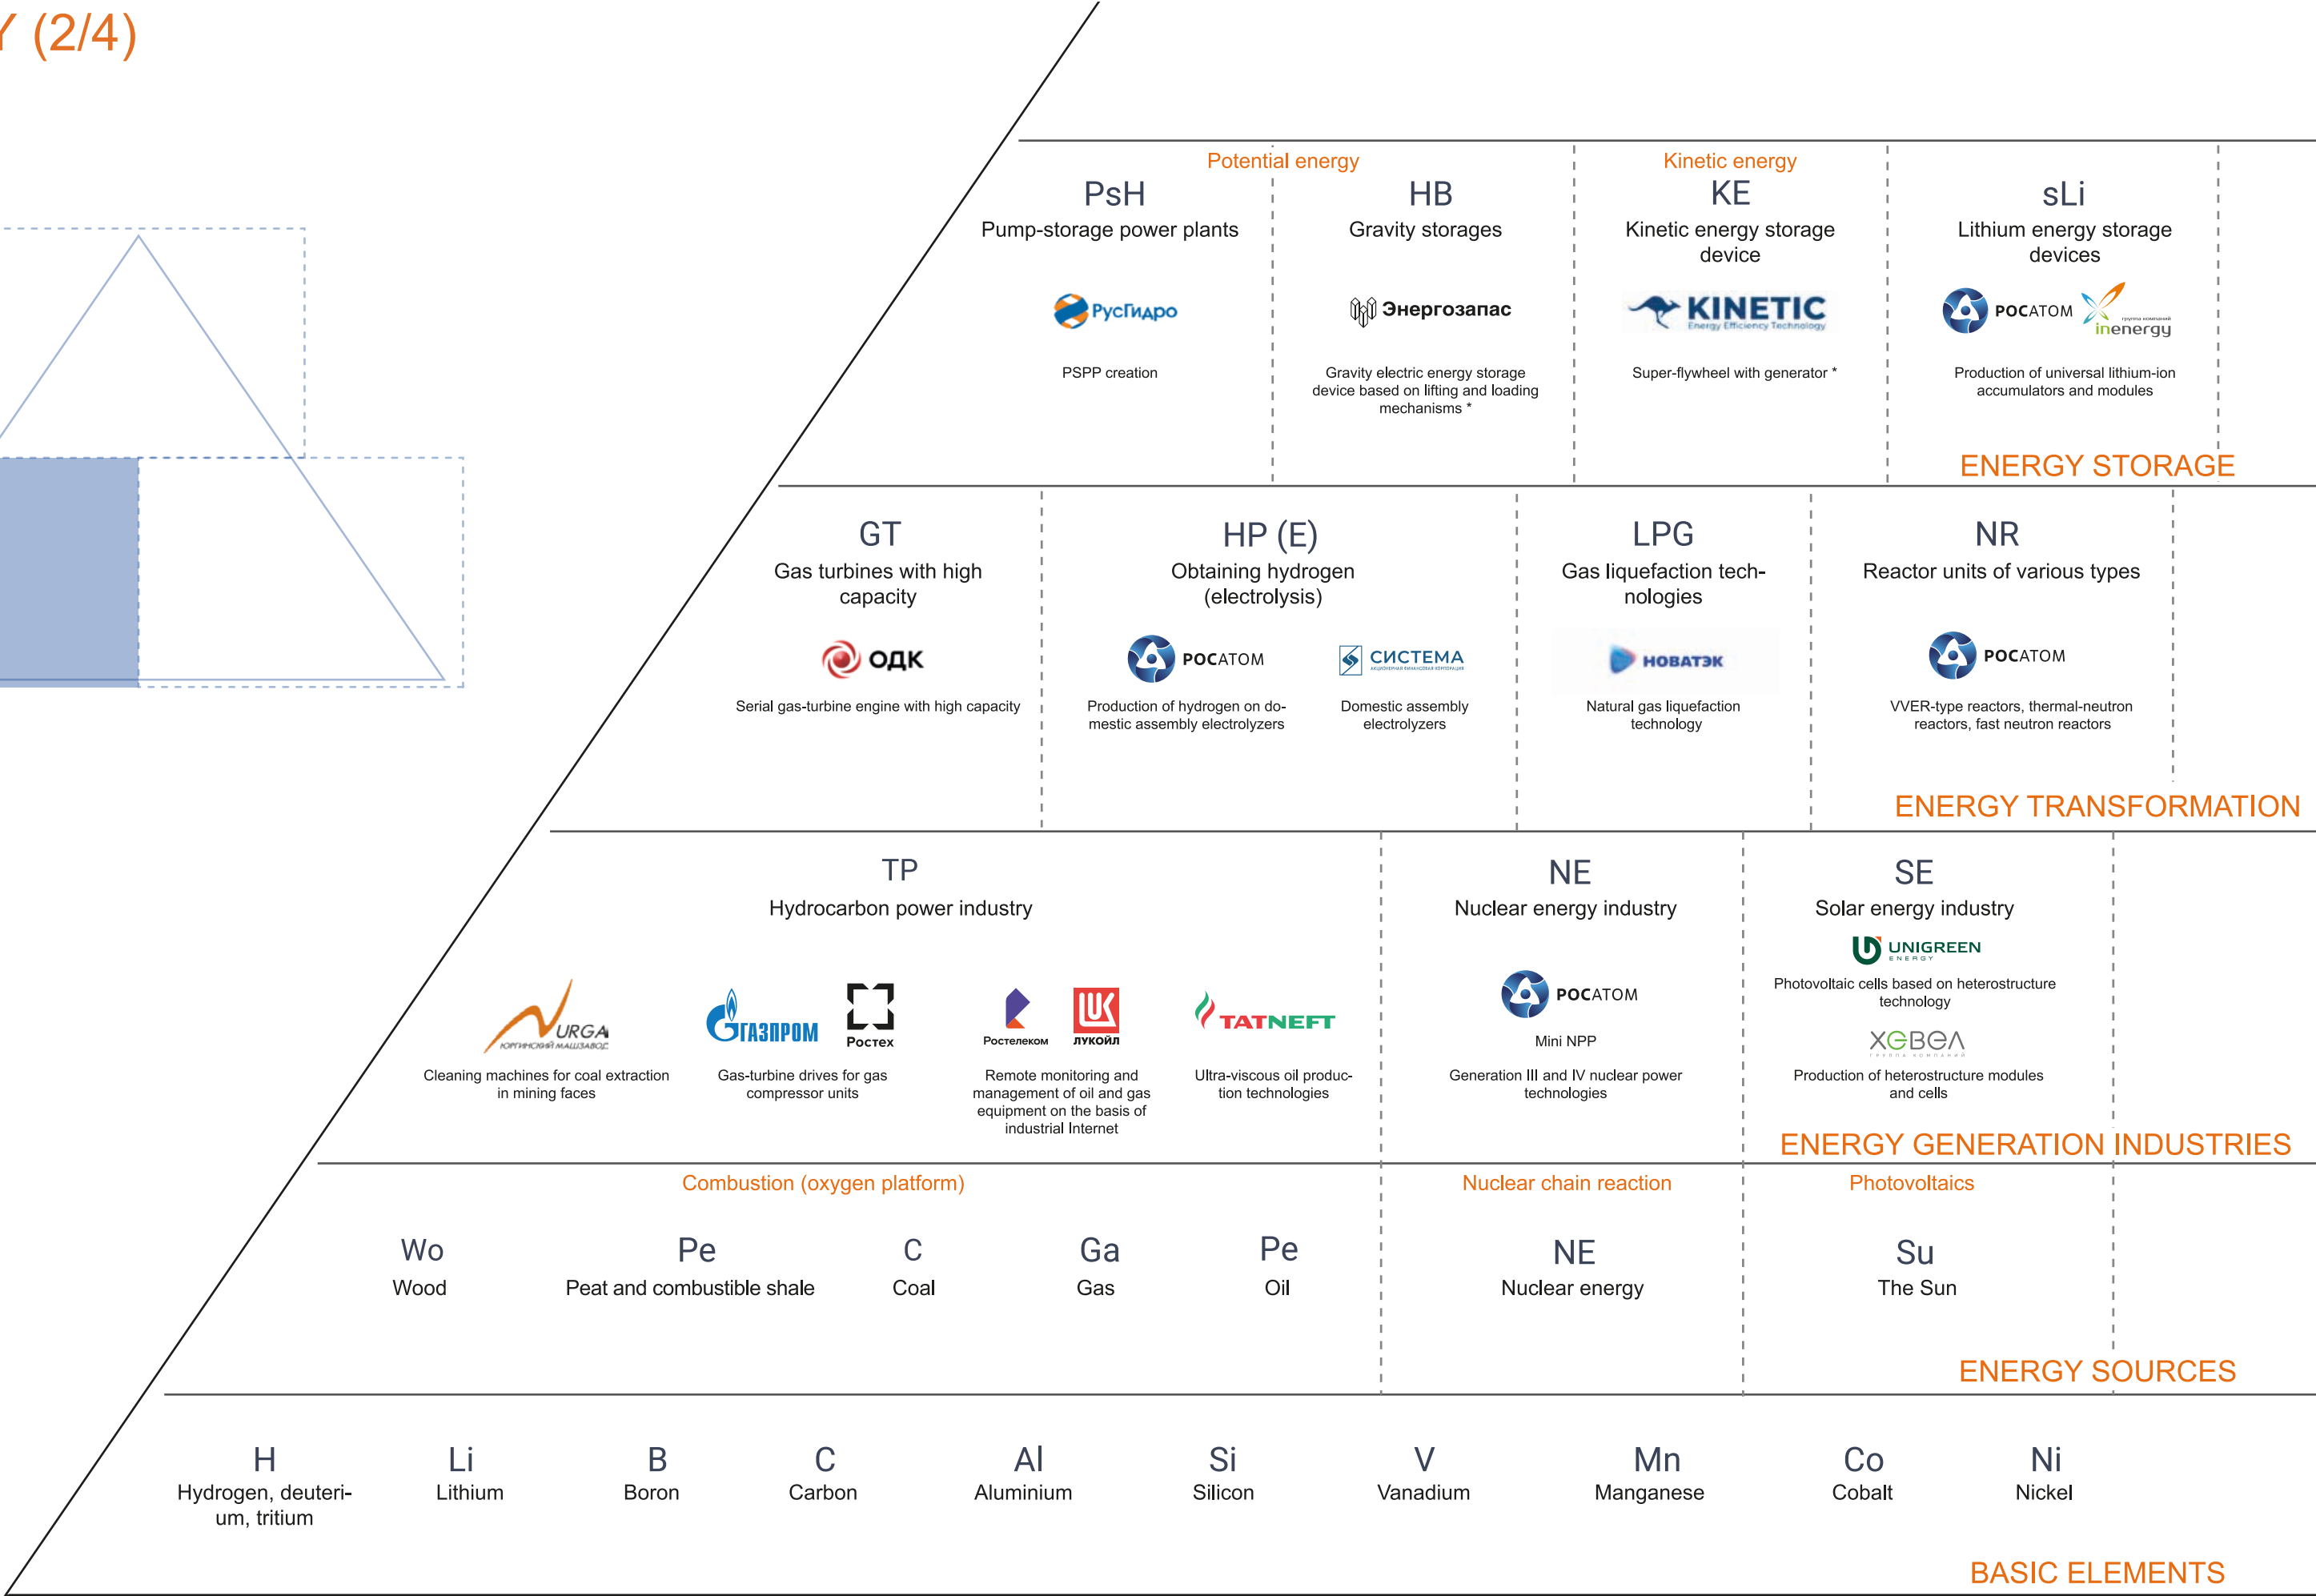 Y (2/4)
Potential energy
Kinetic energy
PsH
Pump-storage power plants
РусГидро
PSPP creation
HB
Gravity storages
Энергозапас
Gravity electric energy storage
device based on lifting and loading
mechanisms *
KE
Kinetic energy storage
device
KINETIC
Energy Efficiency Technology
Super-flywheel with generator *
sLi
Lithium energy storage
devices
РОСАТОМ
группа компаний
inenergy
Production of universal lithium-ion
accumulators and modules
ENERGY STORAGE
GT
Gas turbines with high
capacity
ОДК
Serial gas-turbine engine with high capacity
HP (E)
Obtaining hydrogen
(electrolysis)
РОСАТОМ
Production of hydrogen on do-
mestic assembly electrolyzers
СИСТЕМА
АКЦИОНЕРНАЯ ФИНАНСОВАЯ КОРПОРАЦИЯ
Domestic assembly
electrolyzers
LPG
Gas liquefaction tech-
nologies
НОВАТЭК
Natural gas liquefaction
technology
NR
Reactor units of various types
РОСАТОМ
VVER-type reactors, thermal-neutron
reactors, fast neutron reactors
ENERGY TRANSFORMATION
TP
Hydrocarbon power industry
URGA
ЮРГИНСКИЙ МАШЗАВОД
Cleaning machines for coal extraction
in mining faces
ГАЗПРОМ
Ростех
Gas-turbine drives for gas
compressor units
Ростелеком
ЛУКОЙЛ
Remote monitoring and
management of oil and gas
equipment on the basis of
industrial Internet
TATNEFT
Ultra-viscous oil produc-
tion technologies
NE
Nuclear energy industry
РОСАТОМ
Mini NPP
Generation III and IV nuclear power
technologies
SE
Solar energy industry
UNIGREEN
ENERGY
Photovoltaic cells based on heterostructure
technology
ХЕВЕЛ
ГРУППА КОМПАНИЙ
Production of heterostructure modules
and cells
ENERGY GENERATION INDUSTRIES
Combustion (oxygen platform)
Nuclear chain reaction
Photovoltaics
Wo
Wood
Pe
Peat and combustible shale
C
Coal
Ga
Gas
Pe
Oil
NE
Nuclear energy
Su
The Sun
ENERGY SOURCES
H
Hydrogen, deuteri-
um, tritium
Li
Lithium
B
Boron
C
Carbon
Al
Aluminium
Si
Silicon
V
Vanadium
Mn
Manganese
Co
Cobalt
Ni
Nickel
BASIC ELEMENTS